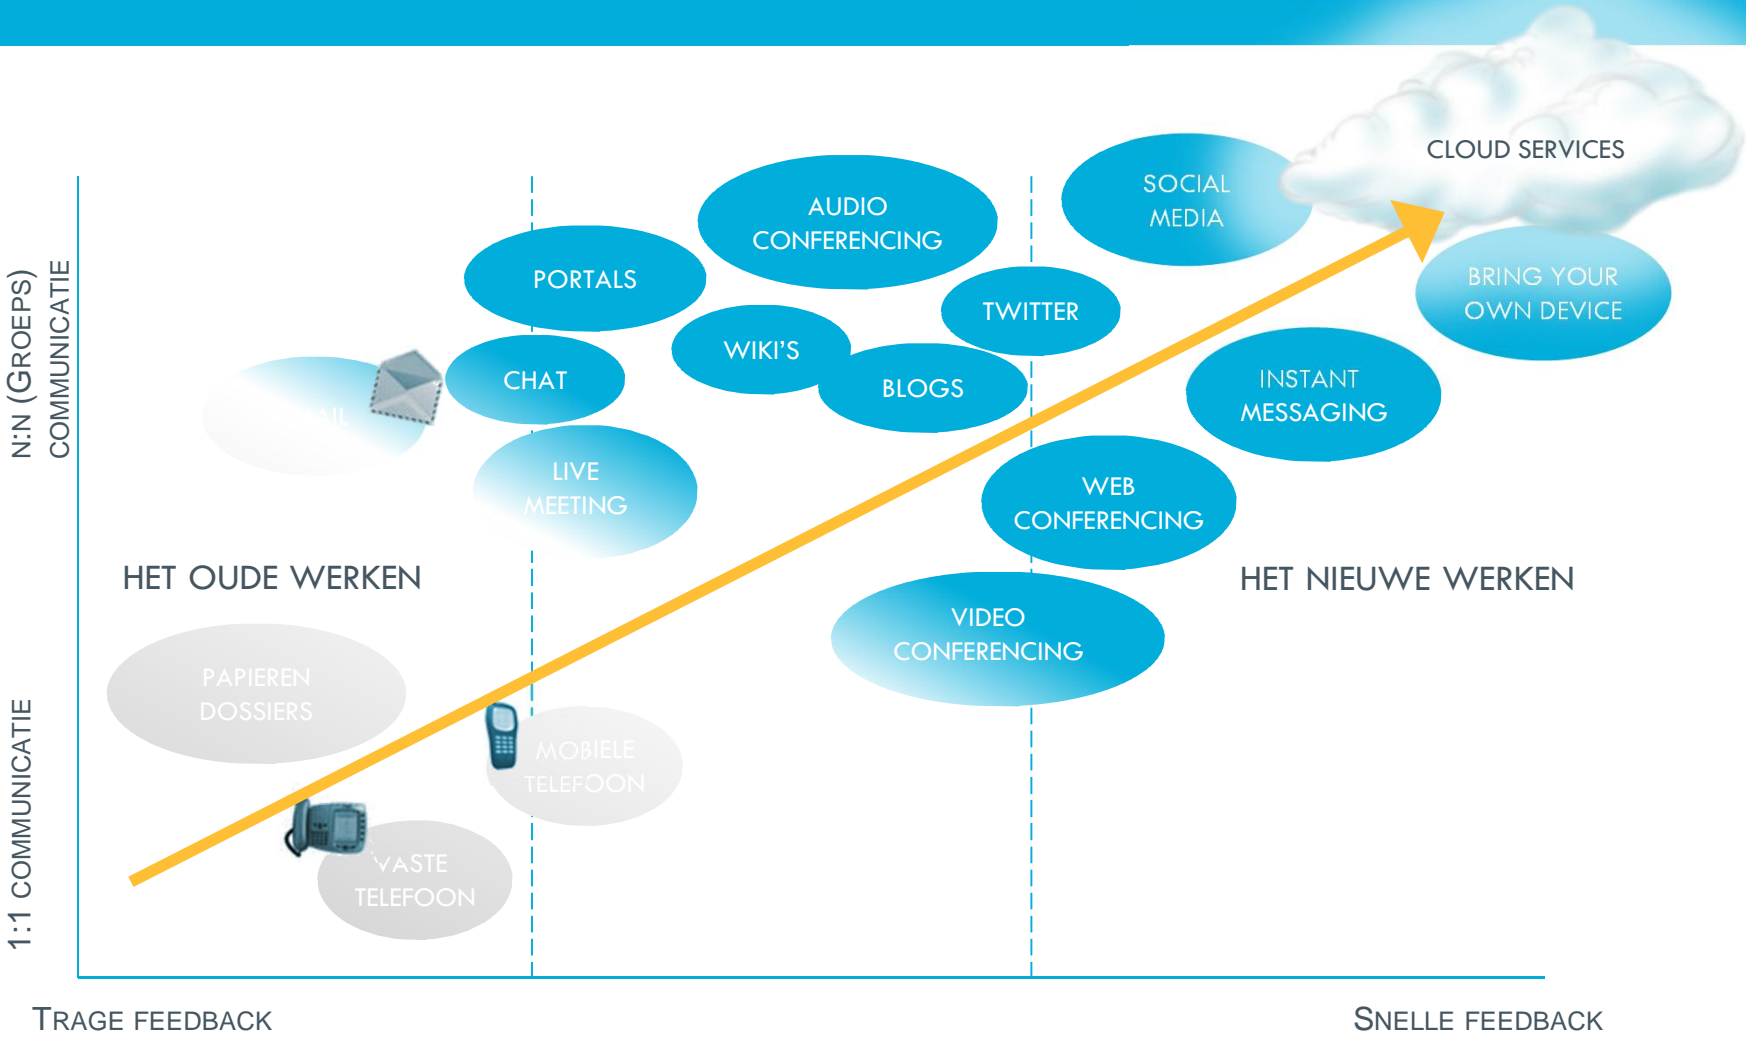 CLOUD SERVICES
SOCIAL
MEDIA
AUDIO
CONFERENCING
PORTALS
BRING YOUR
OWN DEVICE
TWITTER
WIKI'S
CHAT
BLOGS
INSTANT
MESSAGING
LIVE
MEETING
WEB
CONFERENCING
HET OUDE WERKEN
HET NIEUWE WERKEN
VIDEO
CONFERENCING
PAPIEREN
DOSSIERS
MOBIELE
TELEFOON
VASTE
TELEFOON
N:N (GROEPS)
COMMUNICATIE
1:1 COMMUNICATIE
TRAGE FEEDBACK
SNELLE FEEDBACK